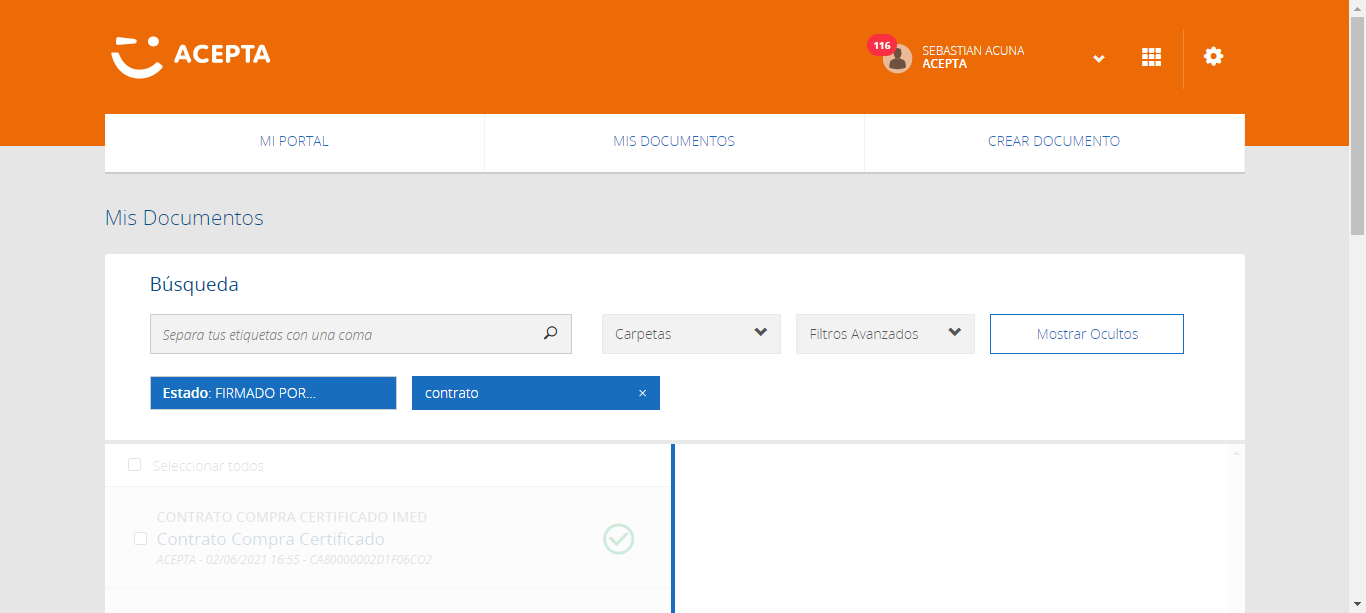 ACEPTA
116
SEBASTIAN ACUNA
ACEPTA
MI PORTAL
MIS DOCUMENTOS
CREAR DOCUMENTO
Mis Documentos
Búsqueda
Separa tus etiquetas con una coma
Carpetas
Filtros Avanzados
Mostrar Ocultos
Estado: FIRMADO POR...
contrato ×
Seleccionar todos
CONTRATO COMPRA CERTIFICADO IMED
Contrato Compra Certificado
ACEPTA - 02/06/2021 16:55 - CA80000002D1F06CO2